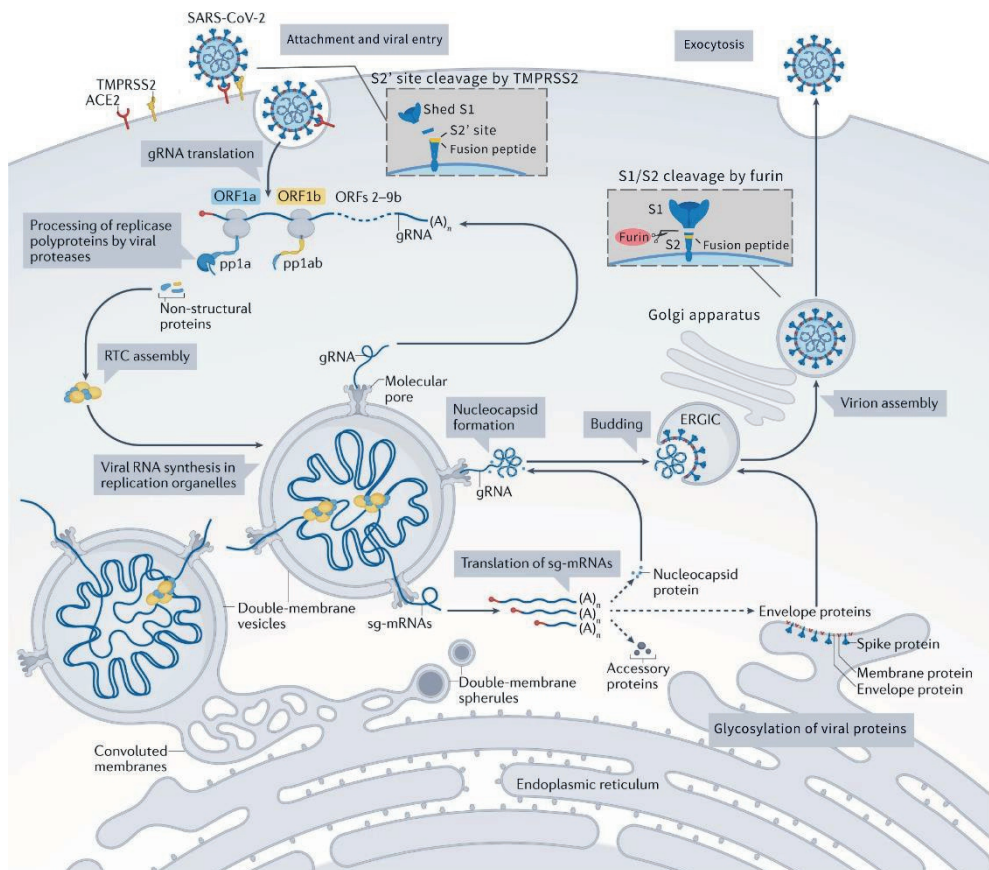 SARS-CoV-2
Attachment and viral entry
Exocytosis
S2' site cleavage by TMPRSS2
TMPRSS2
ACE2
Shed S1
S2' site
Fusion peptide
gRNA translation
S1/S2 cleavage by furin
ORF1a
ORF1b
ORFs 2–9b
S1
Processing of replicase
polyproteins by viral
proteases
(A)n
gRNA
Furin
S2
Fusion peptide
pp1a
pp1ab
Non-structural
proteins
Golgi apparatus
RTC assembly
gRNA
Molecular
pore
Nucleocapsid
formation
Budding
ERGIC
Virion assembly
Viral RNA synthesis in
replication organelles
gRNA
Translation of sg-mRNAs
Nucleocapsid
protein
Double-membrane
vesicles
sg-mRNAs
(A)n
(A)n
(A)n
Envelope proteins
Spike protein
Accessory
proteins
Membrane protein
Envelope protein
Double-membrane
spherules
Glycosylation of viral proteins
Convoluted
membranes
Endoplasmic reticulum